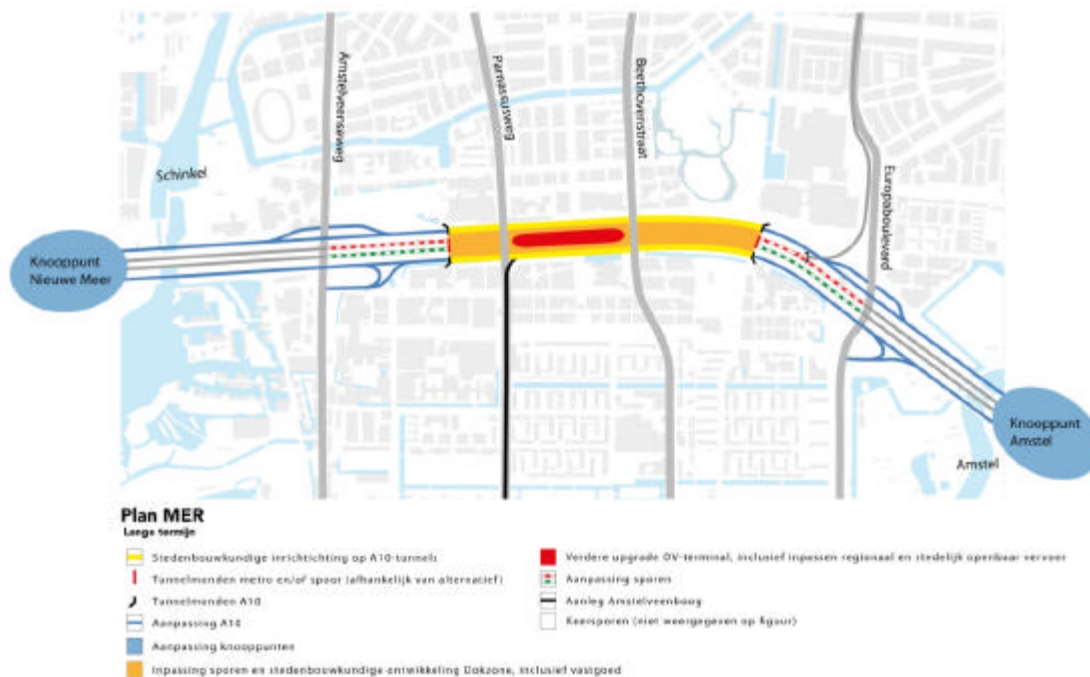 Amstelveenseweg
Parnassusweg
Beethovenstraat
Europaboulevard
Schinkel
Knooppunt
Nieuwe Meer
Knooppunt
Amstel
Amstel
Plan MER
Lange termijn
Stedenbouwkundige inrichtiching op A10-tunnels
Tunnelmonden metro en/of spoor (afhankelijk van alternatief)
Tunnelmonden A10
Aanpassing A10
Aanpassing knooppunten
Inpassing sporen en stedenbouwkundige ontwikkeling Dokzone, inclusief vastgoed
Verdere upgrade OV-terminal, inclusief inpassen regionaal en stedelijk openbaar vervoer
Aanpassing sporen
Aanleg Amstelveenboog
Keersporen (niet weergegeven op figuur)